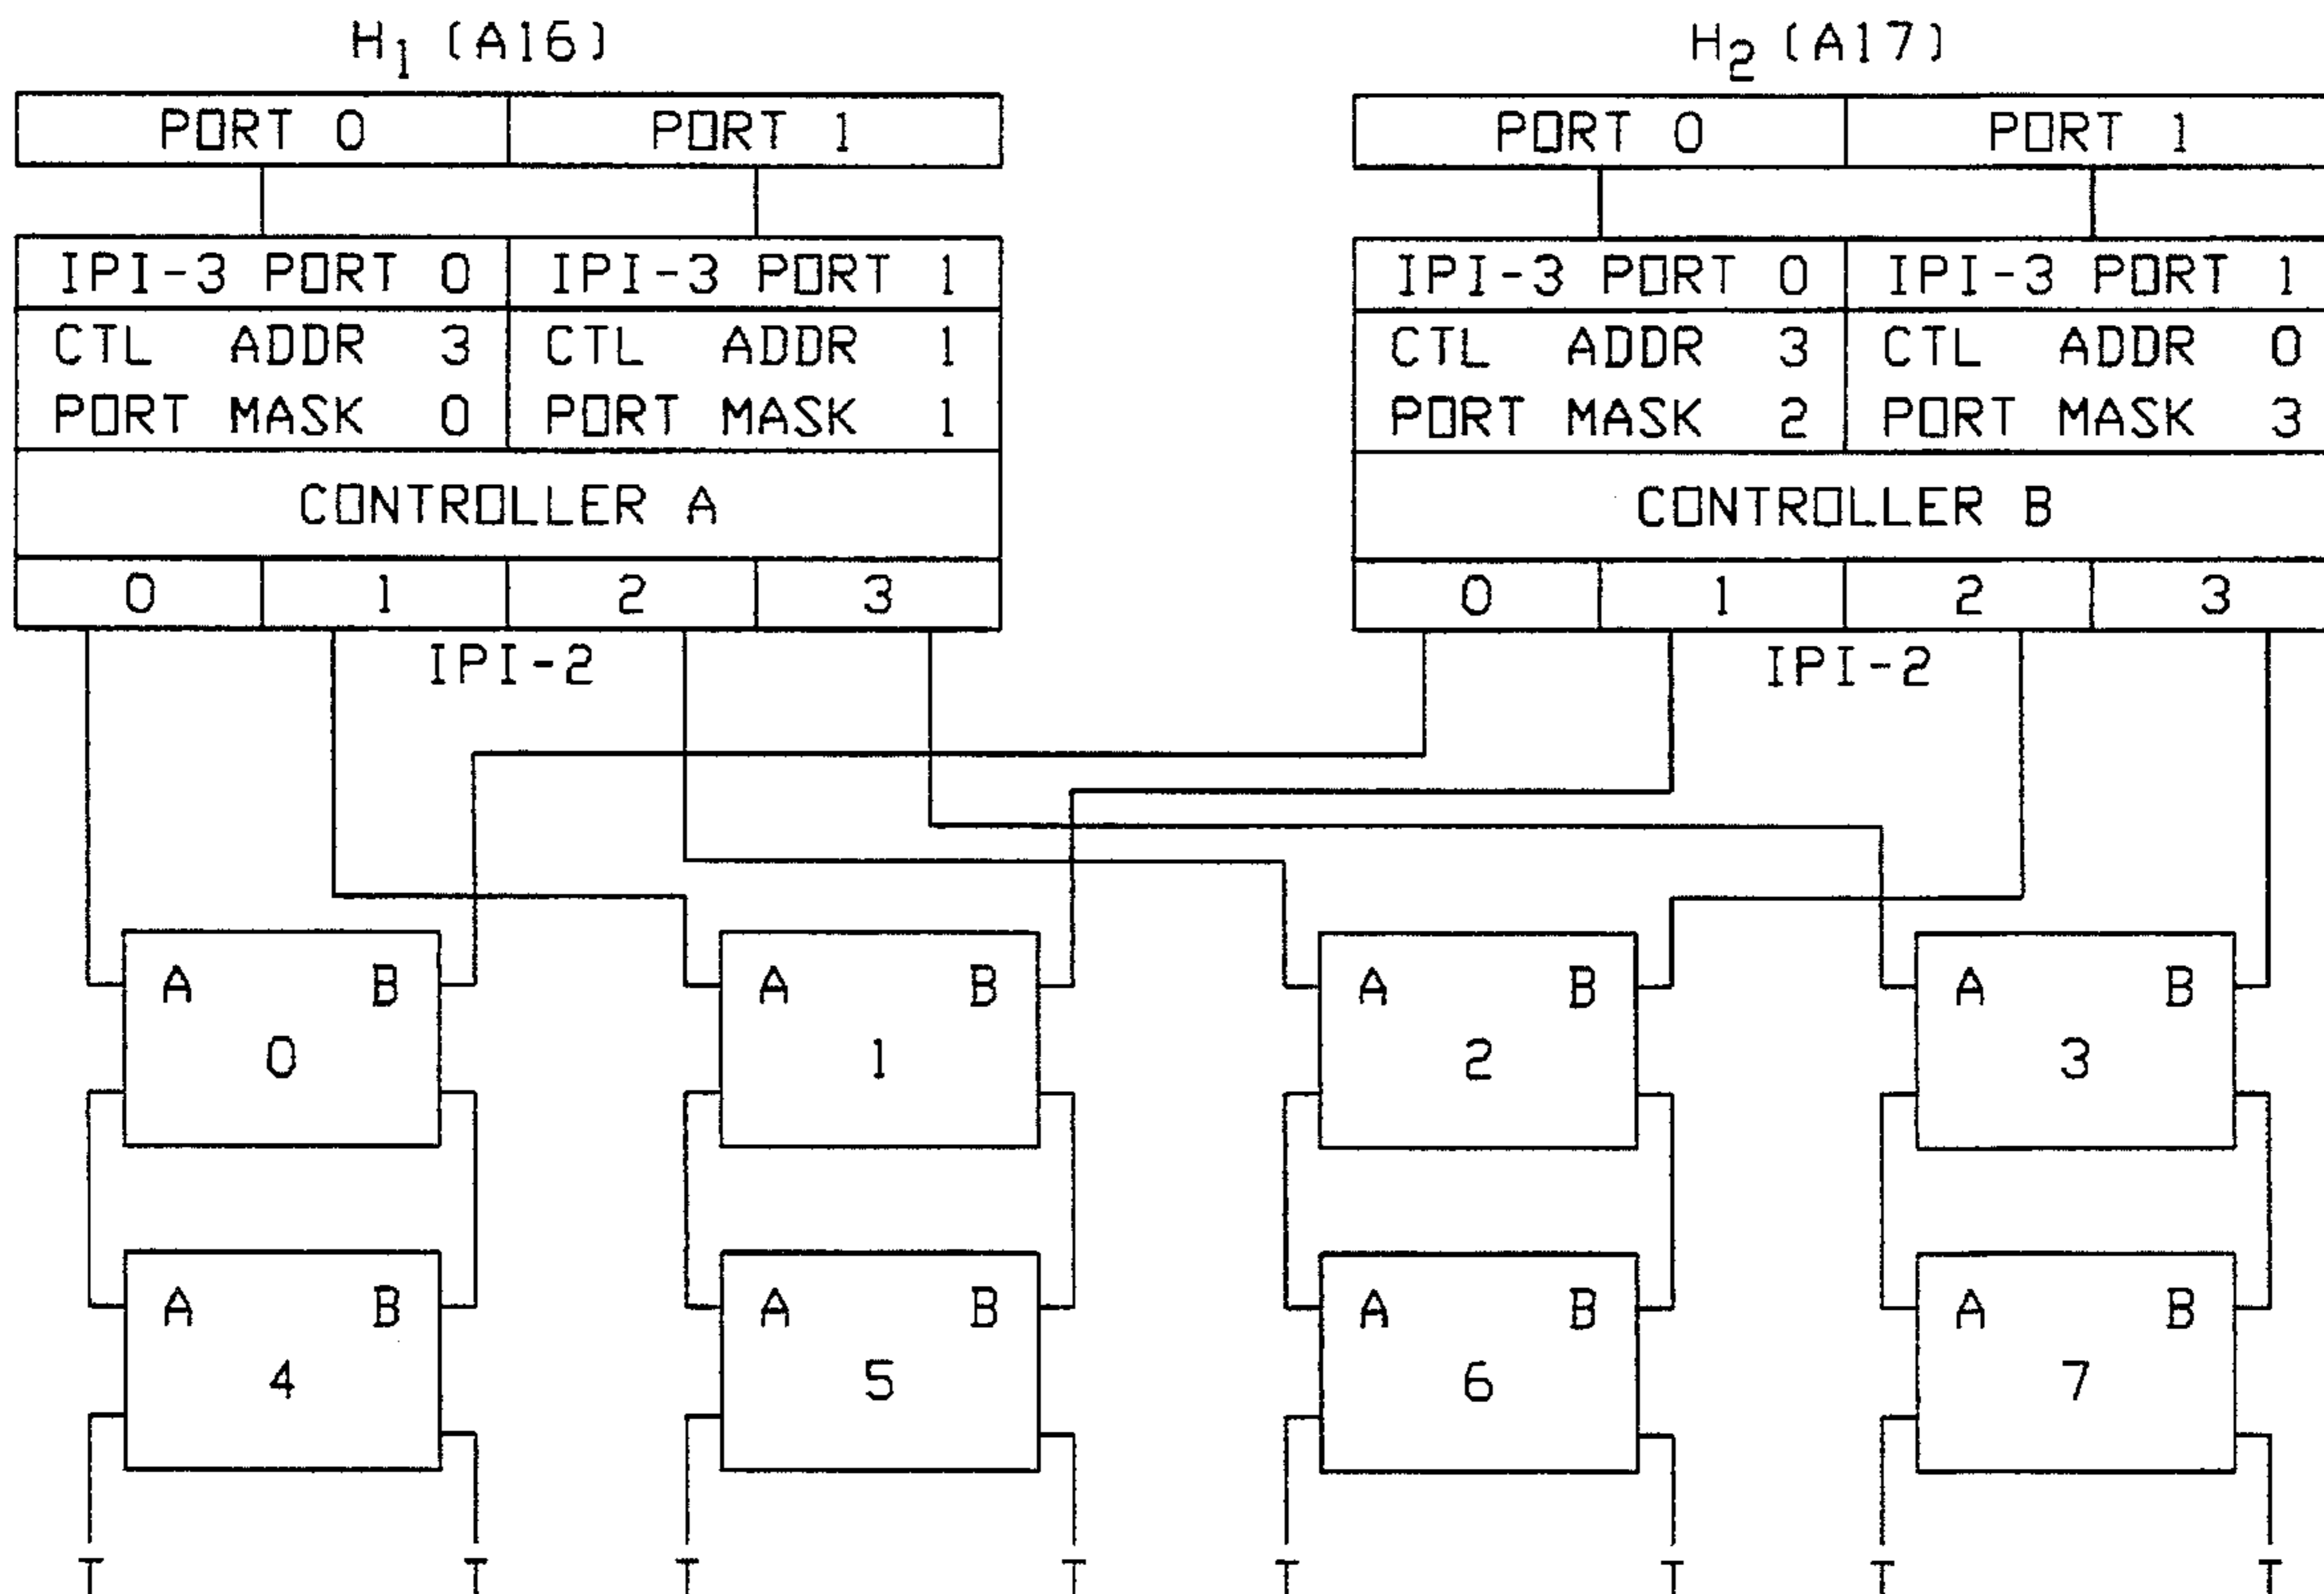 H1 (A16) H2 (A17)
PORT 0 PORT 1 PORT 0 PORT 1
IPI-3 PORT 0 IPI-3 PORT 1 IPI-3 PORT 0 IPI-3 PORT 1
CTL ADDR 3 CTL ADDR 1 CTL ADDR 3 CTL ADDR 0
PORT MASK 0 PORT MASK 1 PORT MASK 2 PORT MASK 3
CONTROLLER A CONTROLLER B
0 1 2 3 0 1 2 3
IPI-2 IPI-2
A B A B A B A B
0 1 2 3
A B A B A B A B
4 5 6 7
T T T T T T T T